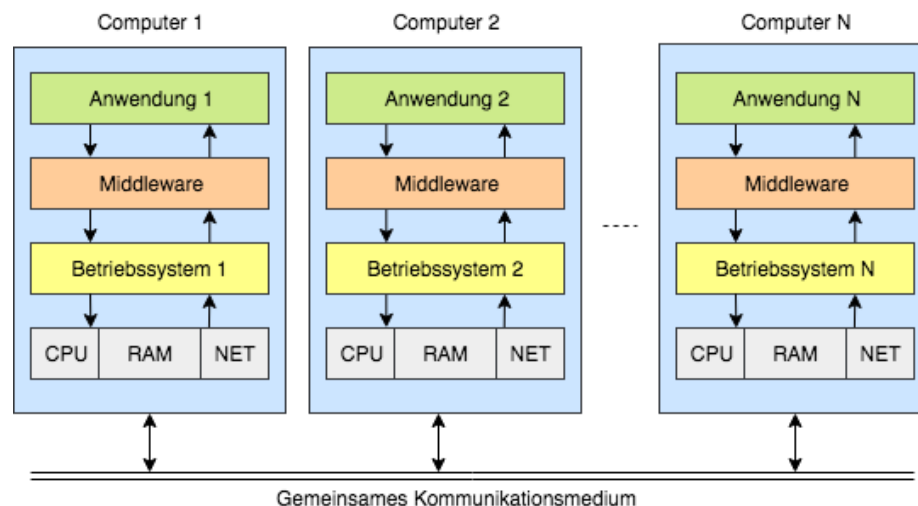 Computer 1 Computer 2 Computer N
Anwendung 1 Anwendung 2 Anwendung N
Middleware Middleware Middleware
Betriebssystem 1 Betriebssystem 2 Betriebssystem N
CPU RAM NET CPU RAM NET CPU RAM NET
Gemeinsames Kommunikationsmedium